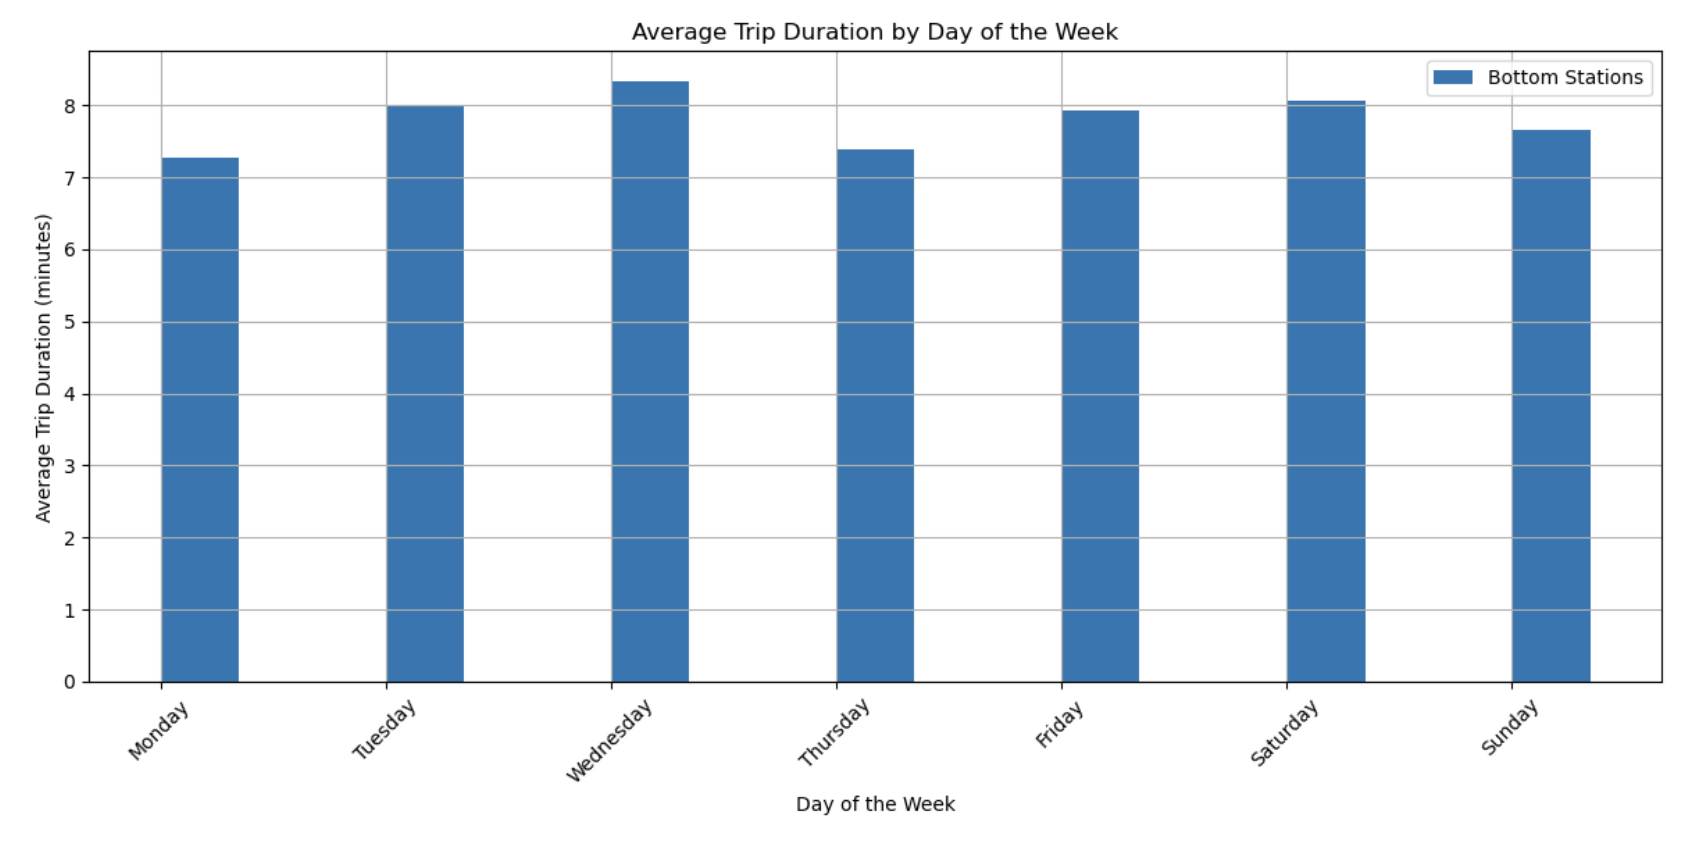 Average Trip Duration by Day of the Week
Bottom Stations
Average Trip Duration (minutes)
8
7
6
5
4
3
2
1
0
Monday
Tuesday
Wednesday
Thursday
Friday
Saturday
Sunday
Day of the Week